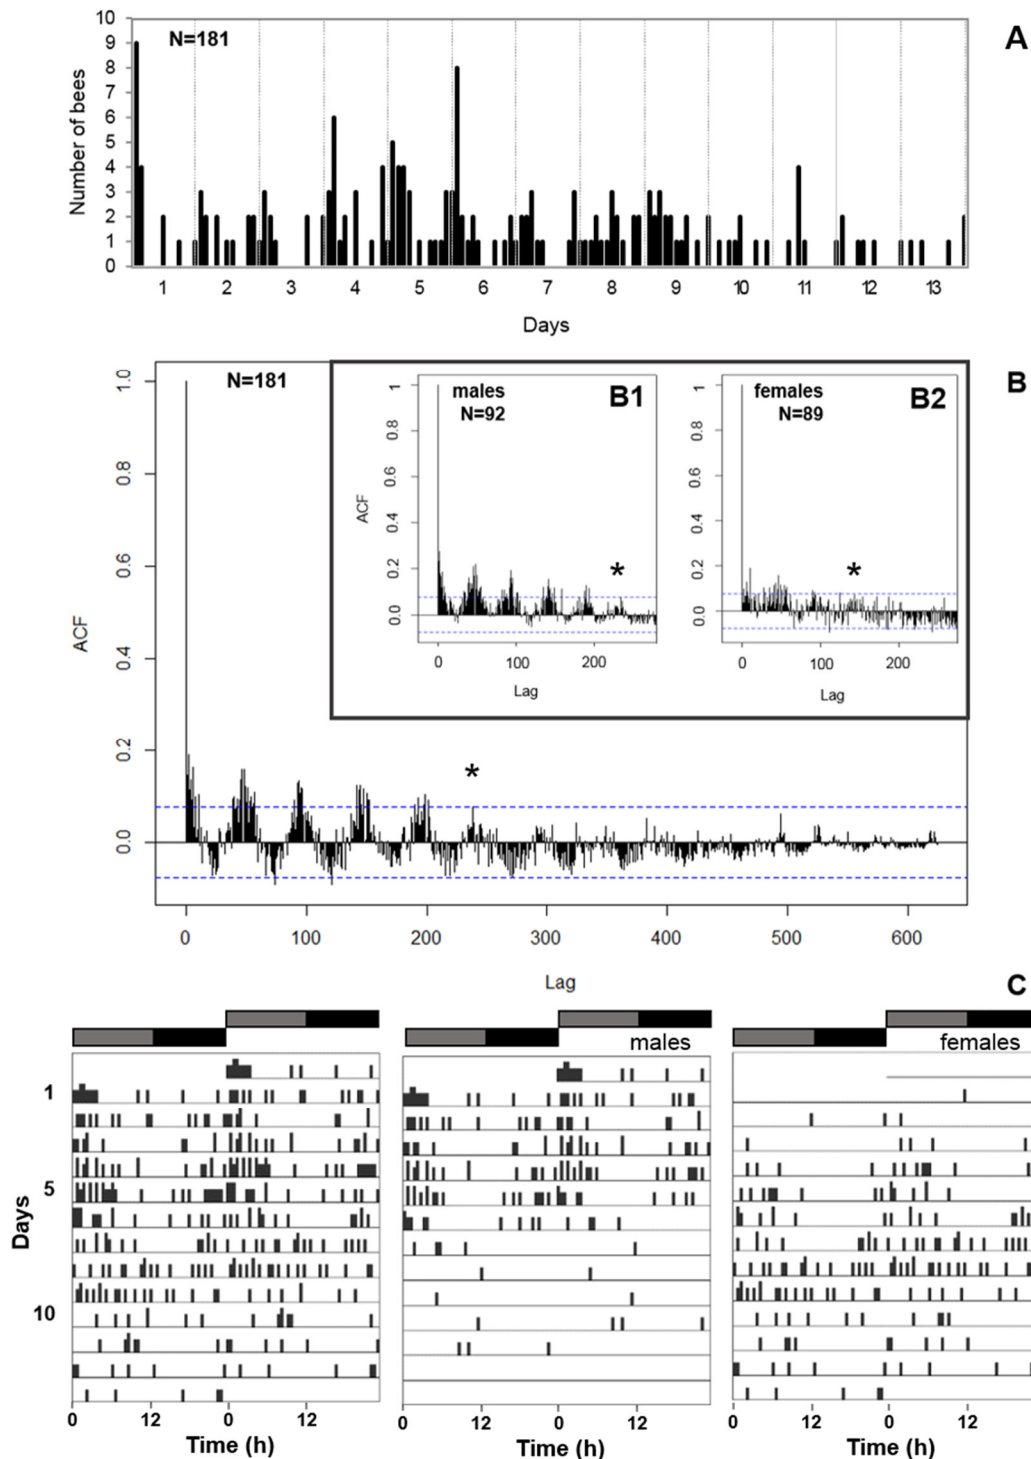 A
N=181
Number of bees
10
9
8
7
6
5
4
3
2
1
0
1 2 3 4 5 6 7 8 9 10 11 12 13
Days
B
N=181
ACF
1.0
0.8
0.6
0.4
0.2
0.0
*
0 100 200 300 400 500 600
Lag
B1
males
N=92
ACF
1
0.8
0.6
0.4
0.2
0.0
*
0 100 200
Lag
B2
females
N=89
1
0.8
0.6
0.4
0.2
0.0
*
0 100 200
Lag
C
males
females
Days
1
5
10
0 12 0 12
Time (h)
0 12 0 12
Time (h)
0 12 0 12
Time (h)